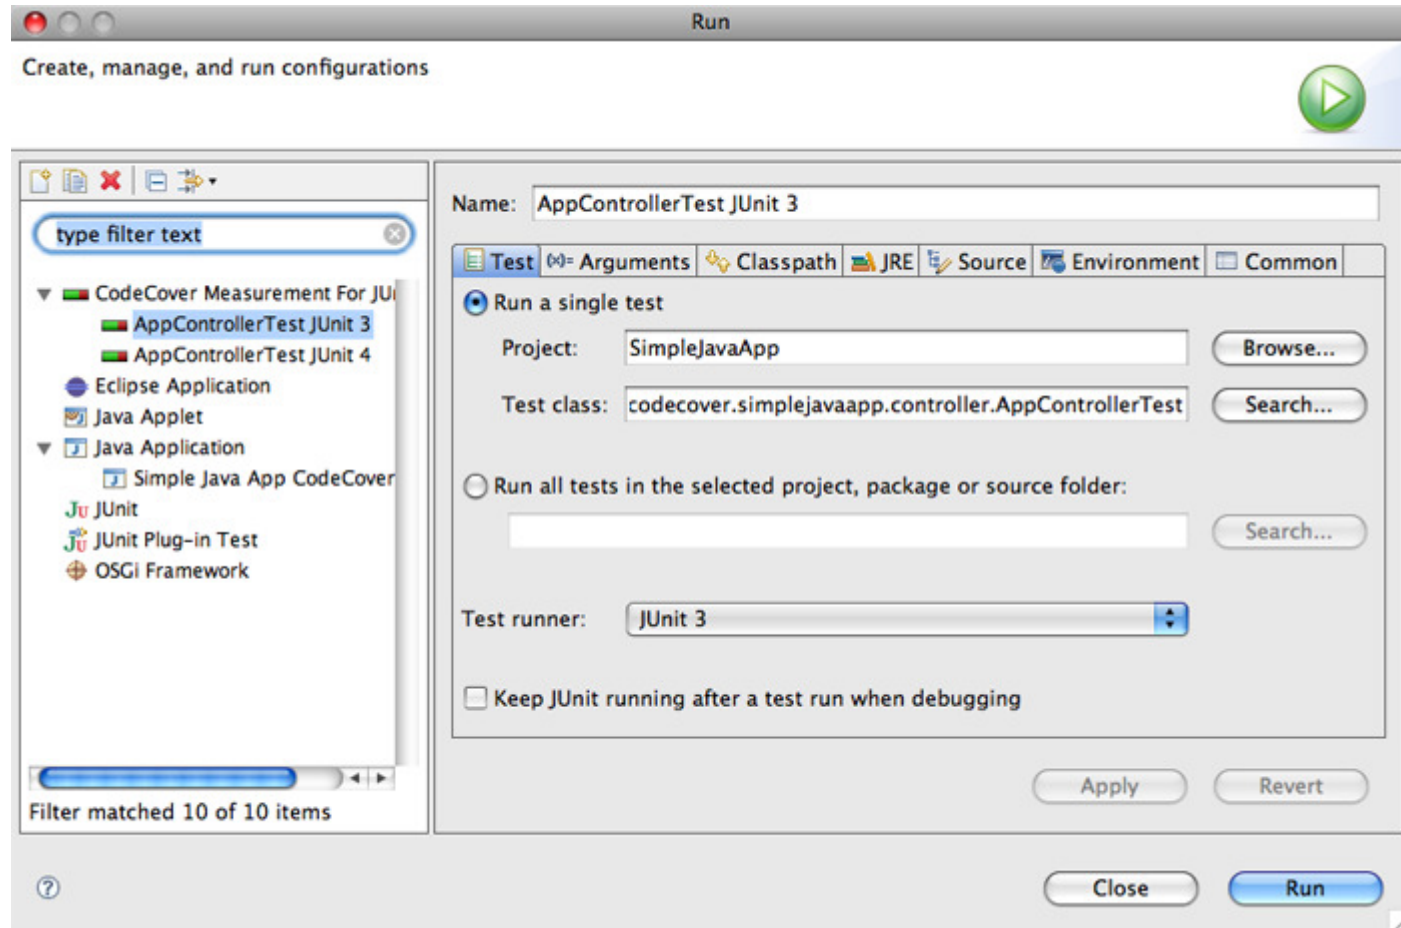 Run
Create, manage, and run configurations
type filter text
CodeCover Measurement For JU
AppControllerTest JUnit 3
AppControllerTest JUnit 4
Eclipse Application
Java Applet
Java Application
Simple Java App CodeCover
JUnit
JUnit Plug-in Test
OSGi Framework
Filter matched 10 of 10 items
Name: AppControllerTest JUnit 3
Test (x)= Arguments Classpath JRE Source Environment Common
Run a single test
Project: SimpleJavaApp Browse...
Test class: codecover.simplejavaapp.controller.AppControllerTest Search...
Run all tests in the selected project, package or source folder:
Search...
Test runner: JUnit 3
Keep JUnit running after a test run when debugging
Apply Revert
? Close Run